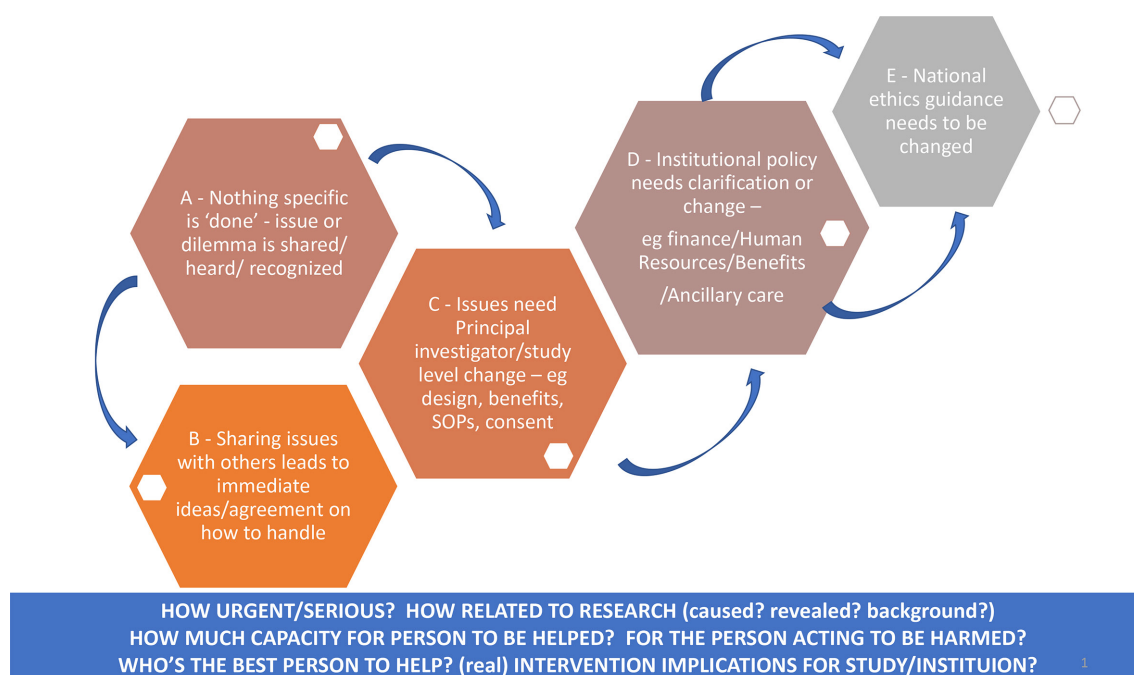 A - Nothing specific
is ‘done’ - issue or
dilemma is shared/
heard/ recognized
B - Sharing issues
with others leads to
immediate
ideas/agreement on
how to handle
C - Issues need
Principal
investigator/study
level change – eg
design, benefits,
SOPs, consent
D - Institutional policy
needs clarification or
change –
eg finance/Human
Resources/Benefits
/Ancillary care
E - National
ethics guidance
needs to be
changed
HOW URGENT/SERIOUS?  HOW RELATED TO RESEARCH (caused? revealed? background?)
HOW MUCH CAPACITY FOR PERSON TO BE HELPED?  FOR THE PERSON ACTING TO BE HARMED?
WHO’S THE BEST PERSON TO HELP? (real) INTERVENTION IMPLICATIONS FOR STUDY/INSTITUION?
1